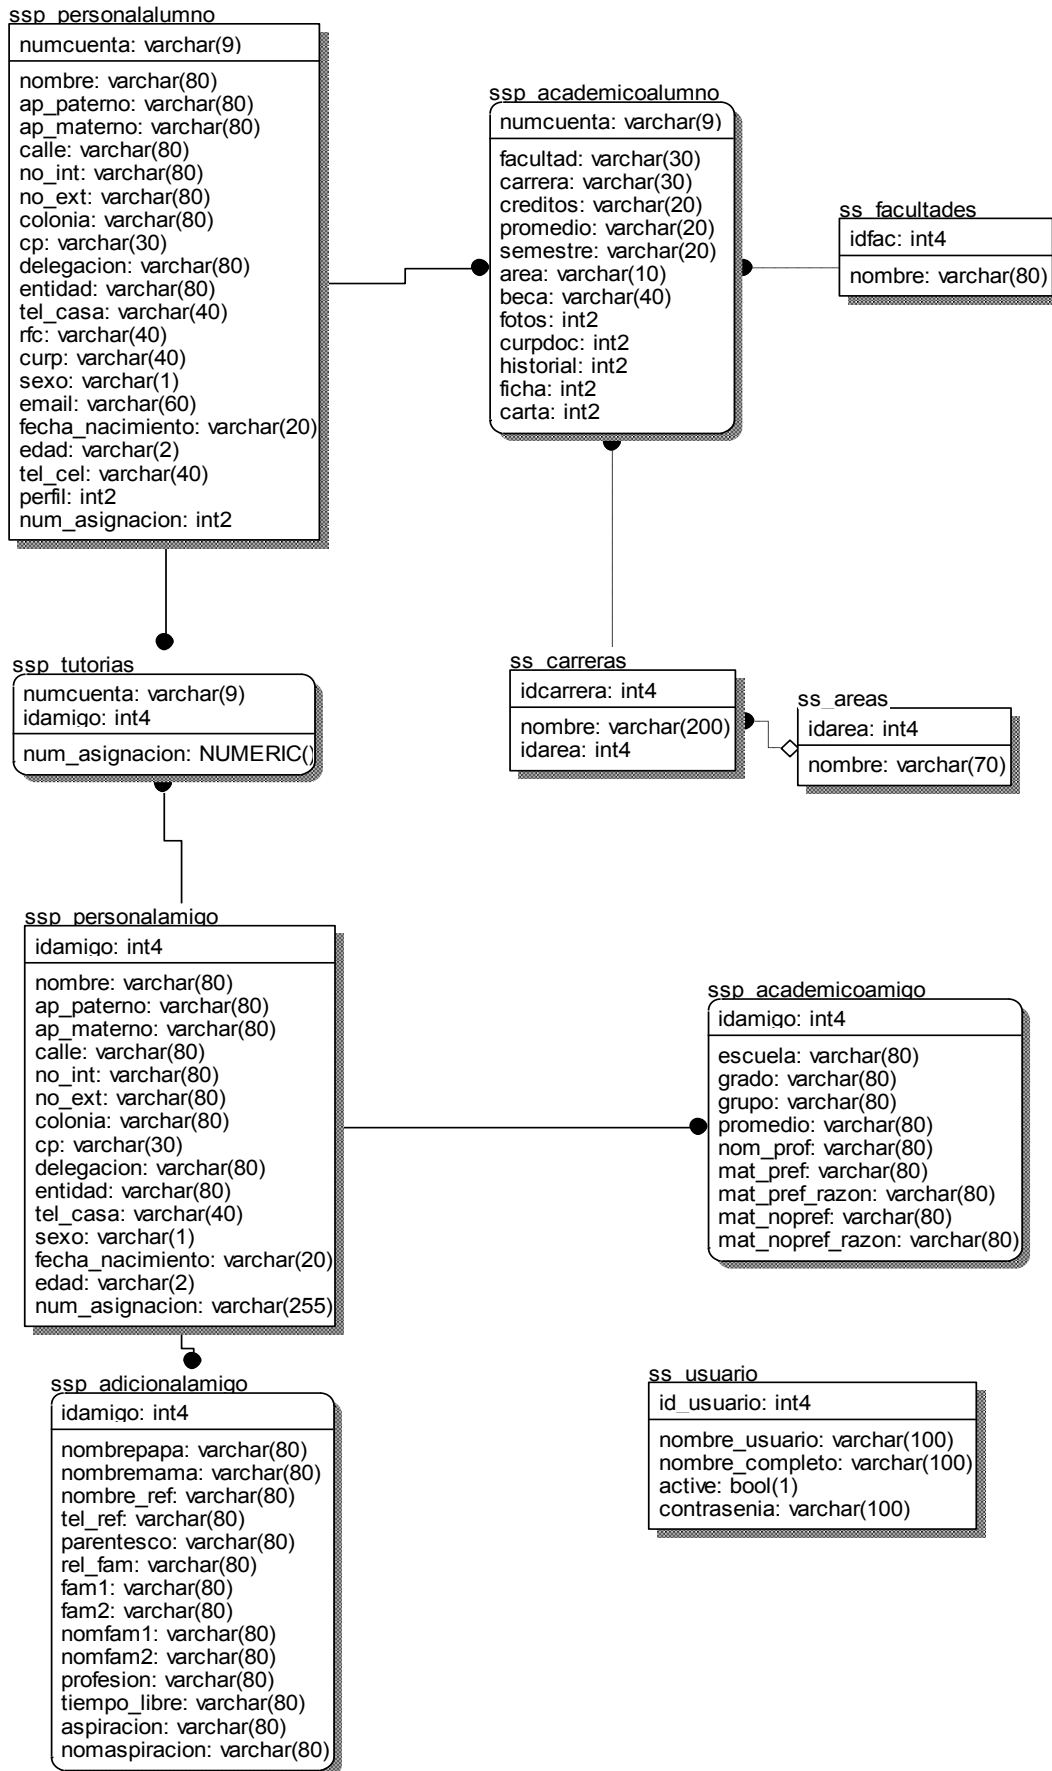 ssp_personalalumno
numcuenta: varchar(9)
nombre: varchar(80)
ap_paterno: varchar(80)
ap_materno: varchar(80)
calle: varchar(80)
no_int: varchar(80)
no_ext: varchar(80)
colonia: varchar(80)
cp: varchar(30)
delegacion: varchar(80)
entidad: varchar(80)
tel_casa: varchar(40)
rfc: varchar(40)
curp: varchar(40)
sexo: varchar(1)
email: varchar(60)
fecha_nacimiento: varchar(20)
edad: varchar(2)
tel_cel: varchar(40)
perfil: int2
num_asignacion: int2
ssp_academicoalumno
numcuenta: varchar(9)
facultad: varchar(30)
carrera: varchar(30)
creditos: varchar(20)
promedio: varchar(20)
semestre: varchar(20)
area: varchar(10)
beca: varchar(40)
fotos: int2
curpdoc: int2
historial: int2
ficha: int2
carta: int2
ss_facultades
idfac: int4
nombre: varchar(80)
ssp_tutorias
numcuenta: varchar(9)
idamigo: int4
num_asignacion: NUMERIC()
ss_carreras
idcarrera: int4
nombre: varchar(200)
idarea: int4
ss_areas
idarea: int4
nombre: varchar(70)
ssp_personalamigo
idamigo: int4
nombre: varchar(80)
ap_paterno: varchar(80)
ap_materno: varchar(80)
calle: varchar(80)
no_int: varchar(80)
no_ext: varchar(80)
colonia: varchar(80)
cp: varchar(30)
delegacion: varchar(80)
entidad: varchar(80)
tel_casa: varchar(40)
sexo: varchar(1)
fecha_nacimiento: varchar(20)
edad: varchar(2)
num_asignacion: varchar(255)
ssp_academicoamigo
idamigo: int4
escuela: varchar(80)
grado: varchar(80)
grupo: varchar(80)
promedio: varchar(80)
nom_prof: varchar(80)
mat_pref: varchar(80)
mat_pref_razon: varchar(80)
mat_nopref: varchar(80)
mat_nopref_razon: varchar(80)
ssp_adicionalamigo
idamigo: int4
nombrepapa: varchar(80)
nombremama: varchar(80)
nombre_ref: varchar(80)
tel_ref: varchar(80)
parentesco: varchar(80)
rel_fam: varchar(80)
fam1: varchar(80)
fam2: varchar(80)
nomfam1: varchar(80)
nomfam2: varchar(80)
profesion: varchar(80)
tiempo_libre: varchar(80)
aspiracion: varchar(80)
nomaspiracion: varchar(80)
ss_usuario
id_usuario: int4
nombre_usuario: varchar(100)
nombre_completo: varchar(100)
active: bool(1)
contrasenia: varchar(100)